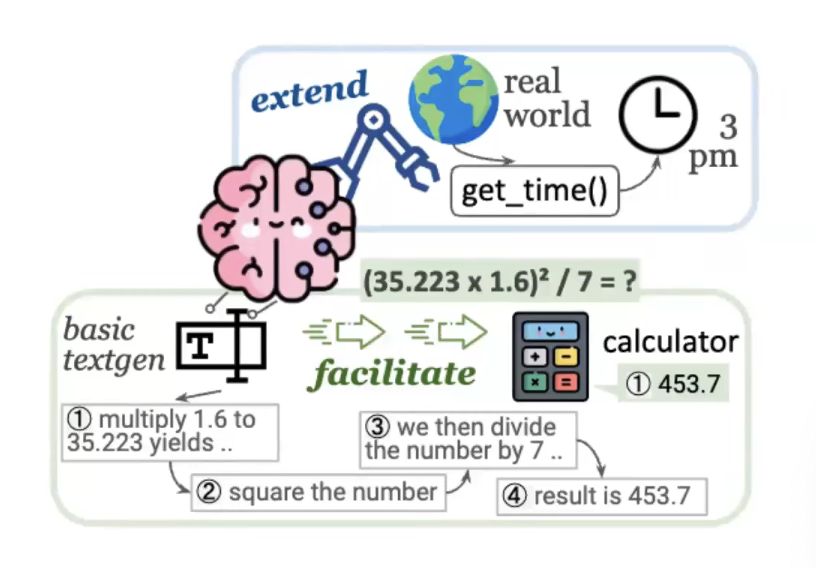 extend
real
world
3
pm
get_time()
(35.223 x 1.6)² / 7 = ?
basic
textgen
T
facilitate
calculator
① 453.7
① multiply 1.6 to
35.223 yields ..
② square the number
③ we then divide
the number by 7 ..
④ result is 453.7